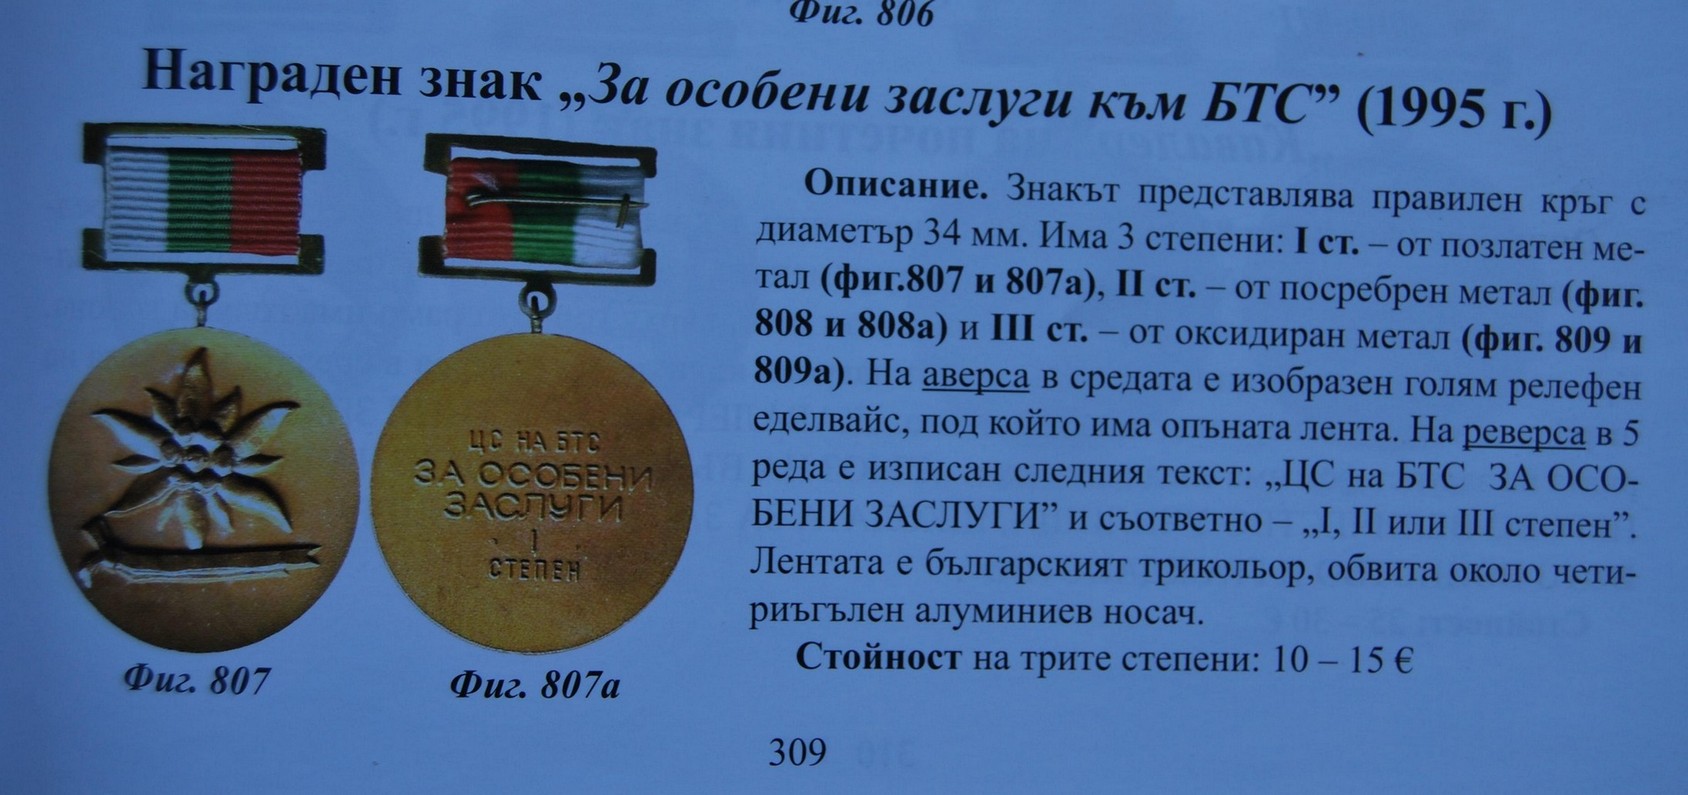 Фиг. 806
Награден знак „За особени заслуги към БТС” (1995 г.)
Описание. Знакът представлява правилен кръг с
диаметър 34 мм. Има 3 степени: I ст. – от позлатен ме-
тал (фиг.807 и 807а), II ст. – от посребрен метал (фиг.
808 и 808а) и III ст. – от оксидиран метал (фиг. 809 и
809а). На аверса в средата е изобразен голям релефен
еделвайс, под който има опъната лента. На реверса в 5
реда е изписан следния текст: „ЦС на БТС ЗА ОСО-
БЕНИ ЗАСЛУГИ” и съответно – „I, II или III степен”.
Лентата е българският трикольор, обвита около чети-
риъгълен алуминиев носач.
Стойност на трите степени: 10 – 15 €
ЦС НА БТС
ЗА ОСОБЕНИ
ЗАСЛУГИ
I
СТЕПЕН
Фиг. 807
Фиг. 807а
309